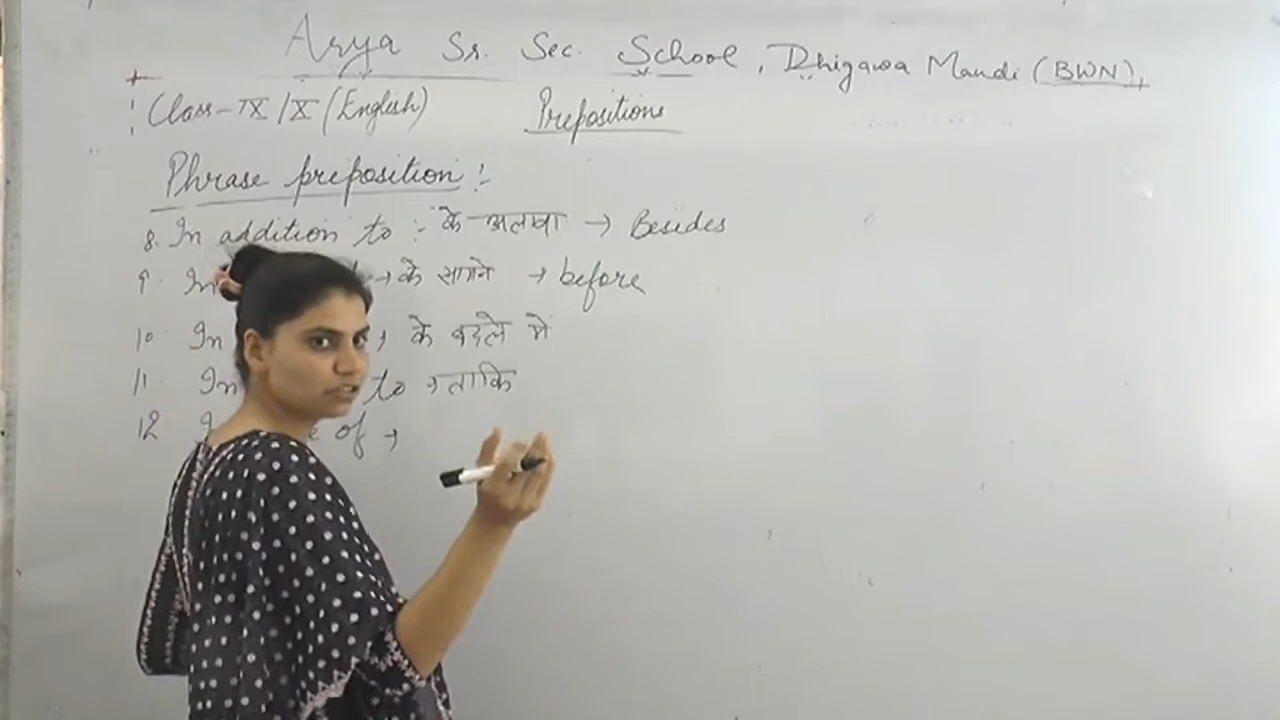 Arya Sr. Sec. School, Dhigawa Mandi (BWN),
Class-IX/X (English) Prepositions
Phrase preposition :-
8. In addition to :- के अलावा → Besides
9. In → के सामने → before
10 In → के बदले में
11 In to → ताकि
12 of →